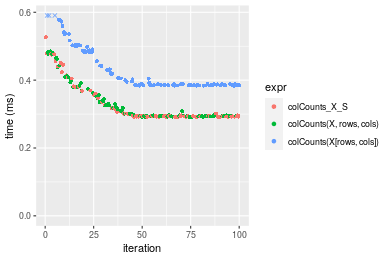 0.6
0.4
0.2
0.0
time (ms)
0
25
50
75
100
iteration
expr
colCounts_X_S
colCounts(X, rows, cols)
colCounts(X[rows, cols])